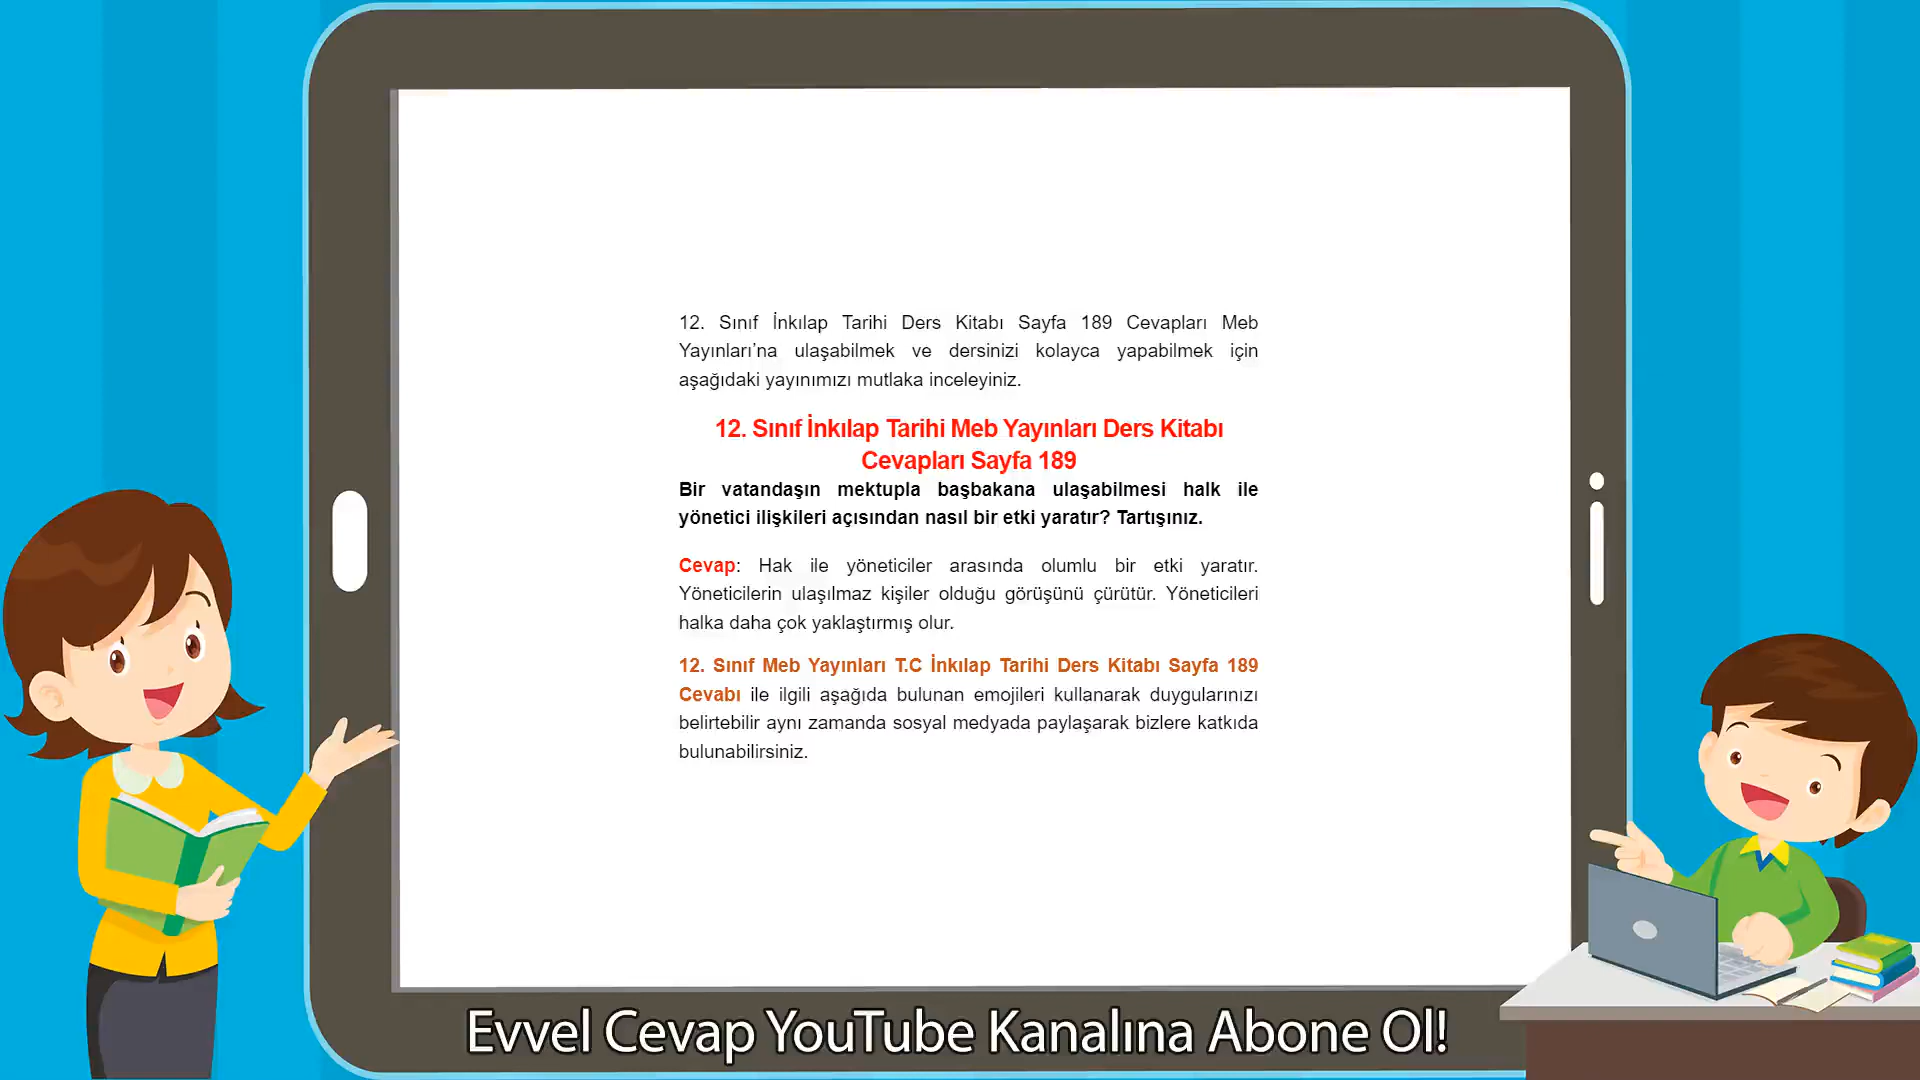 12. Sınıf İnkılap Tarihi Ders Kitabı Sayfa 189 Cevapları Meb
Yayınları’na ulaşabilmek ve dersinizi kolayca yapabilmek için
aşağıdaki yayınımızı mutlaka inceleyiniz.
12. Sınıf İnkılap Tarihi Meb Yayınları Ders Kitabı
Cevapları Sayfa 189
Bir vatandaşın mektupla başbakana ulaşabilmesi halk ile
yönetici ilişkileri açısından nasıl bir etki yaratır? Tartışınız.
Cevap: Hak ile yöneticiler arasında olumlu bir etki yaratır.
Yöneticilerin ulaşılmaz kişiler olduğu görüşünü çürütür. Yöneticileri
halka daha çok yaklaştırmış olur.
12. Sınıf Meb Yayınları T.C İnkılap Tarihi Ders Kitabı Sayfa 189
Cevabı ile ilgili aşağıda bulunan emojileri kullanarak duygularınızı
belirtebilir aynı zamanda sosyal medyada paylaşarak bizlere katkıda
bulunabilirsiniz.
Evvel Cevap YouTube Kanalına Abone Ol!